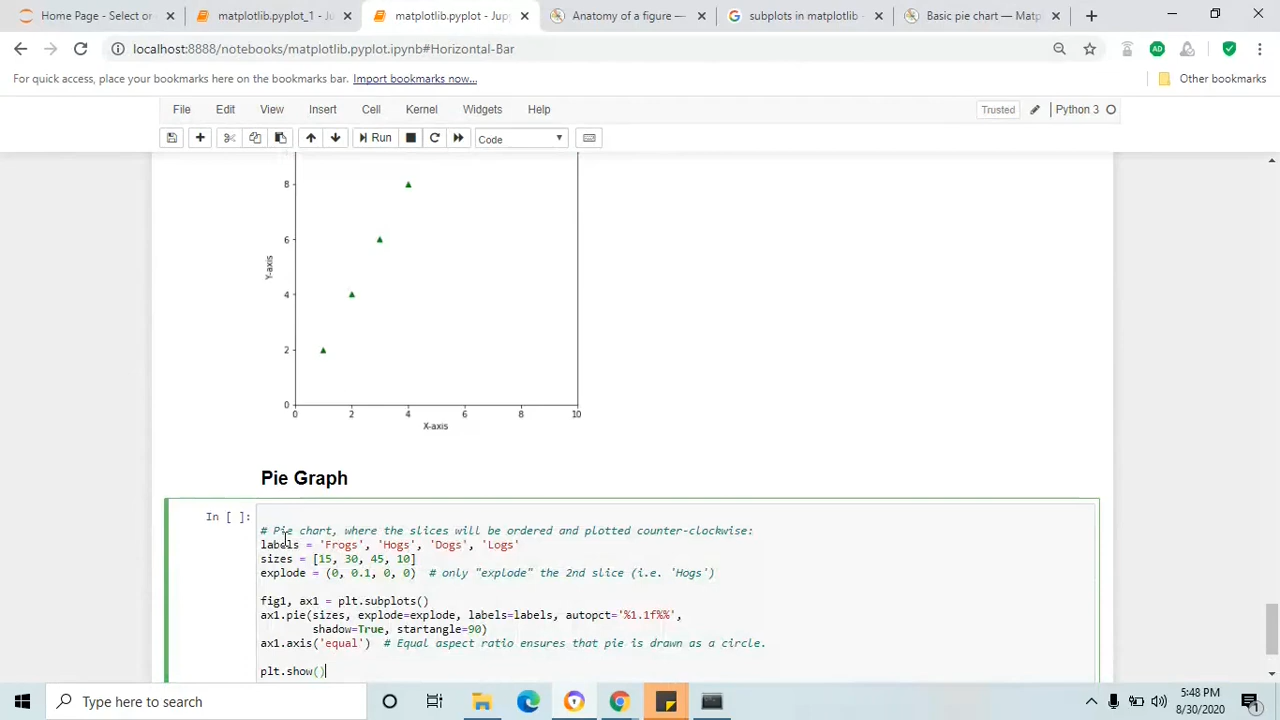 Home Page - Select or
matplotlib.pyplot_1 - Ju
matplotlib.pyplot - Jup
Anatomy of a figure —
subplots in matplotlib -
Basic pie chart — Matp
localhost:8888/notebooks/matplotlib.pyplot.ipynb#Horizontal-Bar
For quick access, place your bookmarks here on the bookmarks bar. Import bookmarks now...
Other bookmarks
File Edit View Insert Cell Kernel Widgets Help
Trusted Python 3
Run Code
8
6
Y-axis
4
2
0
0 2 4 6 8 10
X-axis
Pie Graph
In [ ]:
# Pie chart, where the slices will be ordered and plotted counter-clockwise:
labels = 'Frogs', 'Hogs', 'Dogs', 'Logs'
sizes = [15, 30, 45, 10]
explode = (0, 0.1, 0, 0)  # only "explode" the 2nd slice (i.e. 'Hogs')
fig1, ax1 = plt.subplots()
ax1.pie(sizes, explode=explode, labels=labels, autopct='%1.1f%%',
shadow=True, startangle=90)
ax1.axis('equal')  # Equal aspect ratio ensures that pie is drawn as a circle.
plt.show()
Type here to search
5:48 PM
8/30/2020